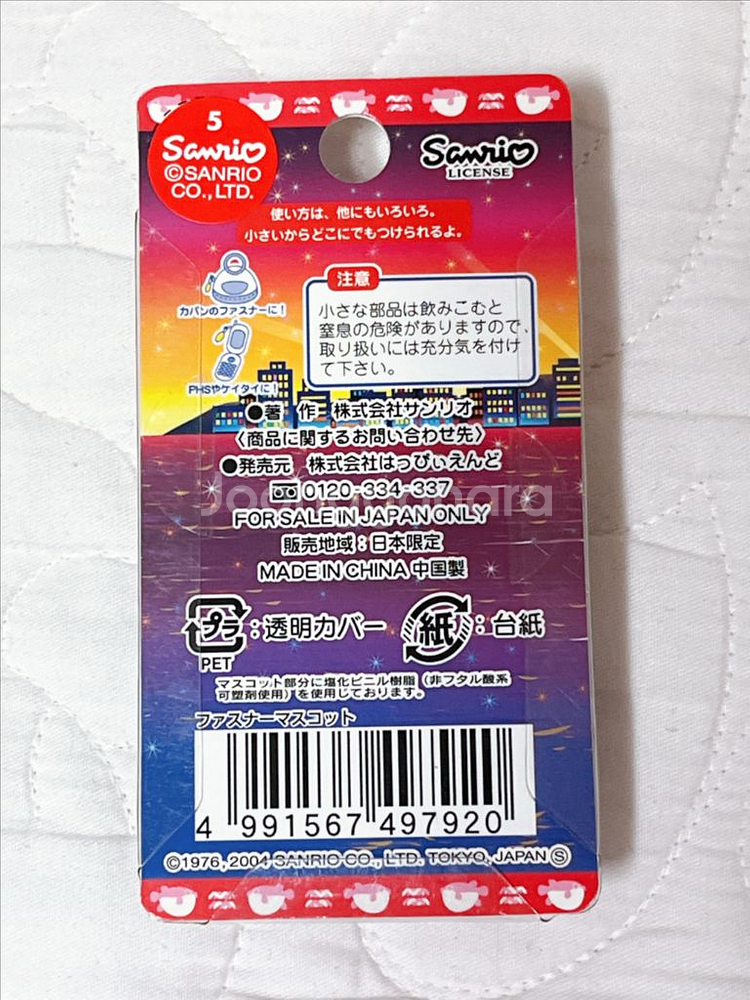 5
Sanrio
©SANRIO
CO., LTD.
Sanrio
LICENSE
使い方は、他にもいろいろ。
小さいからどこにでもつけられるよ。
カバンのファスナーに!
PHSやケイタイに!
注意
小さな部品は飲みこむと
窒息の危険がありますので、
取り扱いには充分気を付け
て下さい。
●著 作:株式会社サンリオ
〈商品に関するお問い合わせ先〉
●発売元 株式会社はっぴぃえんど
0120-334-337
FOR SALE IN JAPAN ONLY
販売地域:日本限定
MADE IN CHINA 中国製
プラ:透明カバー
PET
紙:台紙
マスコット部分に塩化ビニル樹脂(非フタル酸系
可塑剤使用)を使用しております。
ファスナーマスコット
4 991567 497920
©1976, 2004 SANRIO CO., LTD. TOKYO, JAPAN Ⓢ